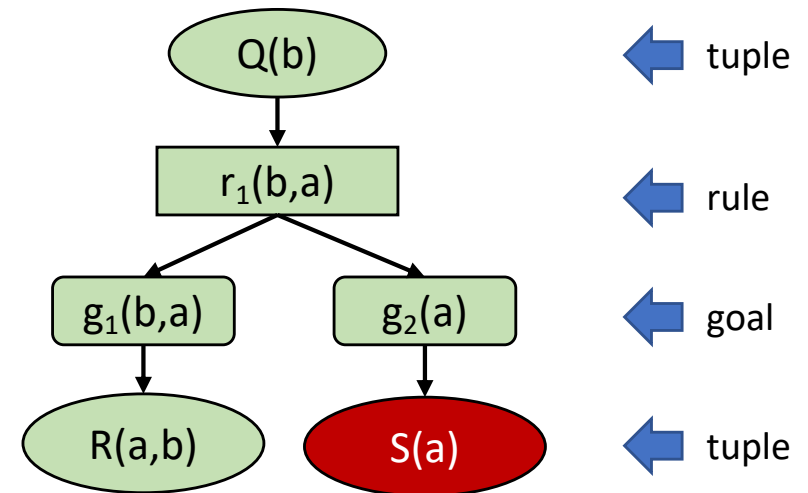 Q(b)
tuple
r₁(b,a)
rule
g₁(b,a)
g₂(a)
goal
R(a,b)
S(a)
tuple